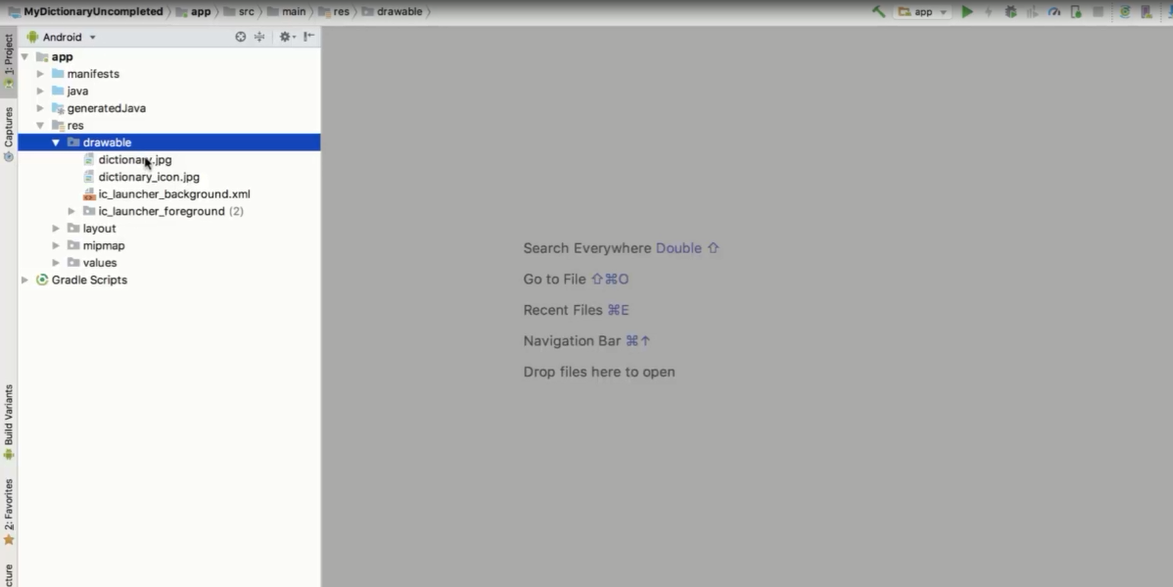 MyDictionaryUncompleted app src main res drawable app
Android
1: Project
Captures
Build Variants
2: Favorites
cture
app
manifests
java
generatedJava
res
drawable
dictionary.jpg
dictionary_icon.jpg
ic_launcher_background.xml
ic_launcher_foreground (2)
layout
mipmap
values
Gradle Scripts
Search Everywhere Double ⇧
Go to File ⇧⌘O
Recent Files ⌘E
Navigation Bar ⌘↑
Drop files here to open